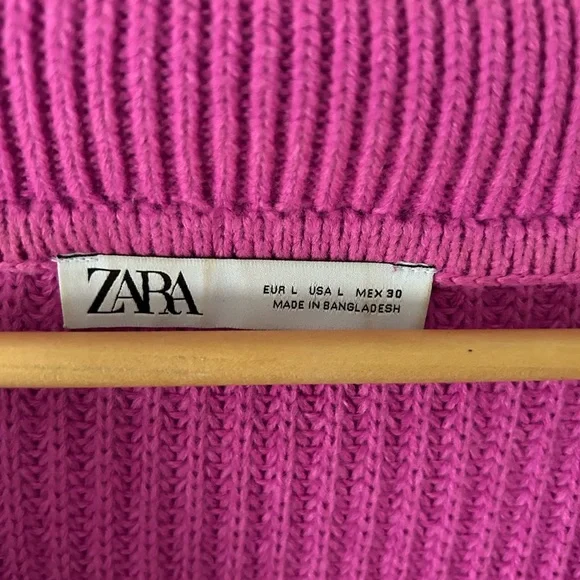 ZARA
EUR L USA L MEX 30
MADE IN BANGLADESH